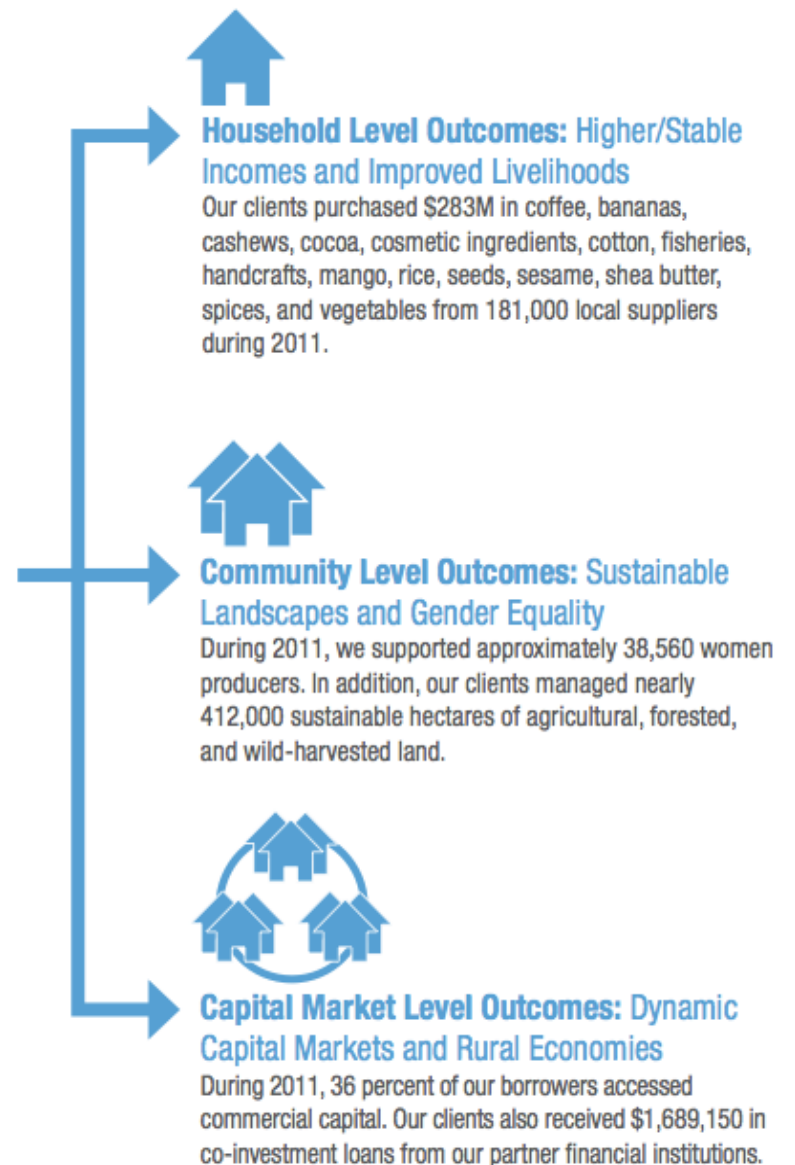 Household Level Outcomes: Higher/Stable
Incomes and Improved Livelihoods
Our clients purchased $283M in coffee, bananas,
cashews, cocoa, cosmetic ingredients, cotton, fisheries,
handcrafts, mango, rice, seeds, sesame, shea butter,
spices, and vegetables from 181,000 local suppliers
during 2011.
Community Level Outcomes: Sustainable
Landscapes and Gender Equality
During 2011, we supported approximately 38,560 women
producers. In addition, our clients managed nearly
412,000 sustainable hectares of agricultural, forested,
and wild-harvested land.
Capital Market Level Outcomes: Dynamic
Capital Markets and Rural Economies
During 2011, 36 percent of our borrowers accessed
commercial capital. Our clients also received $1,689,150 in
co-investment loans from our partner financial institutions.